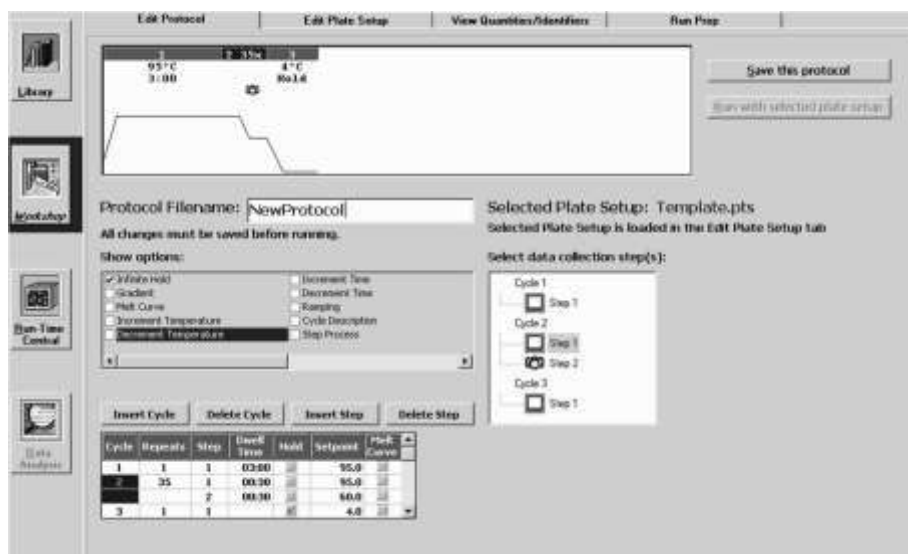 Edit Protocol
Edit Plate Setup
View Quantities/Identifiers
Run Prep
Library
Workshop
Run-Time Central
Data Analysis
1 2 35x 3
95°C 4°C
3:00 Hold
Save this protocol
Run with selected plate setup
Protocol Filename: NewProtocol
All changes must be saved before running.
Selected Plate Setup: Template.pts
Selected Plate Setup is loaded in the Edit Plate Setup tab
Show options:
Infinite Hold
Gradient
Melt Curve
Increment Temperature
Decrement Temperature
Increment Time
Decrement Time
Ramping
Cycle Description
Step Process
Select data collection step(s):
Cycle 1
Step 1
Cycle 2
Step 1
Step 2
Cycle 3
Step 1
Insert Cycle
Delete Cycle
Insert Step
Delete Step
Cycle Repeats Step Dwell Time Hold Setpoint Melt Curve
1 1 1 03:00 95.0
2 35 1 00:30 95.0
2 00:30 60.0
3 1 1 4.0